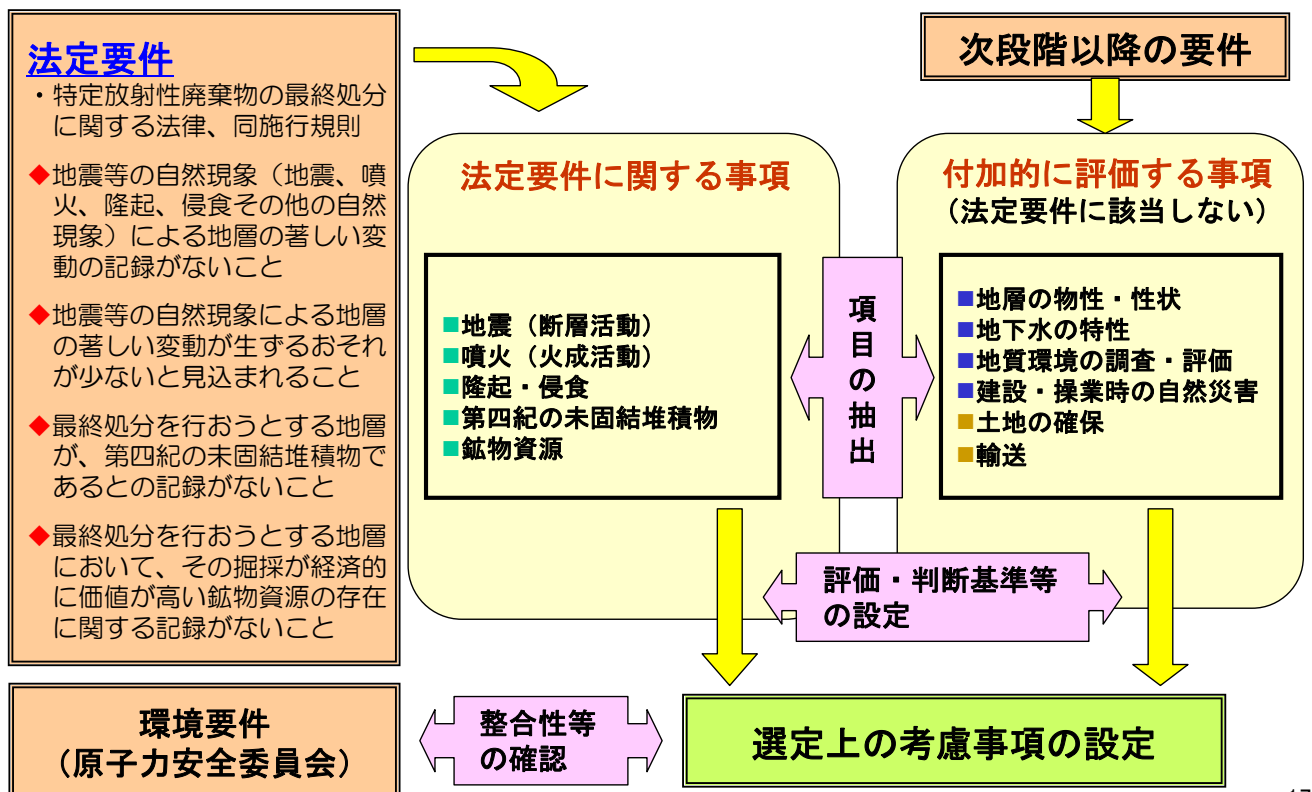 法定要件
・特定放射性廃棄物の最終処分
に関する法律、同施行規則
◆地震等の自然現象（地震、噴
火、隆起、侵食その他の自然
現象）による地層の著しい変
動の記録がないこと
◆地震等の自然現象による地層
の著しい変動が生ずるおそれ
が少ないと見込まれること
◆最終処分を行おうとする地層
が、第四紀の未固結堆積物で
あるとの記録がないこと
◆最終処分を行おうとする地層
において、その掘採が経済的
に価値が高い鉱物資源の存在
に関する記録がないこと
環境要件
（原子力安全委員会）
法定要件に関する事項
■地震（断層活動）
■噴火（火成活動）
■隆起・侵食
■第四紀の未固結堆積物
■鉱物資源
項
目
の
抽
出
次段階以降の要件
付加的に評価する事項
（法定要件に該当しない）
■地層の物性・性状
■地下水の特性
■地質環境の調査・評価
■建設・操業時の自然災害
■土地の確保
■輸送
評価・判断基準等
の設定
整合性等
の確認
選定上の考慮事項の設定